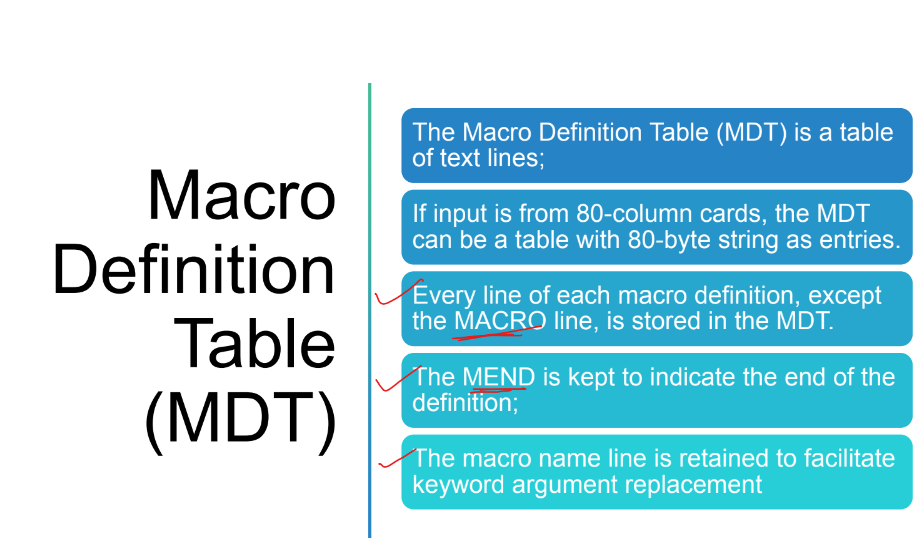 Macro
Definition
Table
(MDT)
The Macro Definition Table (MDT) is a table
of text lines;
If input is from 80-column cards, the MDT
can be a table with 80-byte string as entries.
Every line of each macro definition, except
the MACRO line, is stored in the MDT.
The MEND is kept to indicate the end of the
definition;
The macro name line is retained to facilitate
keyword argument replacement